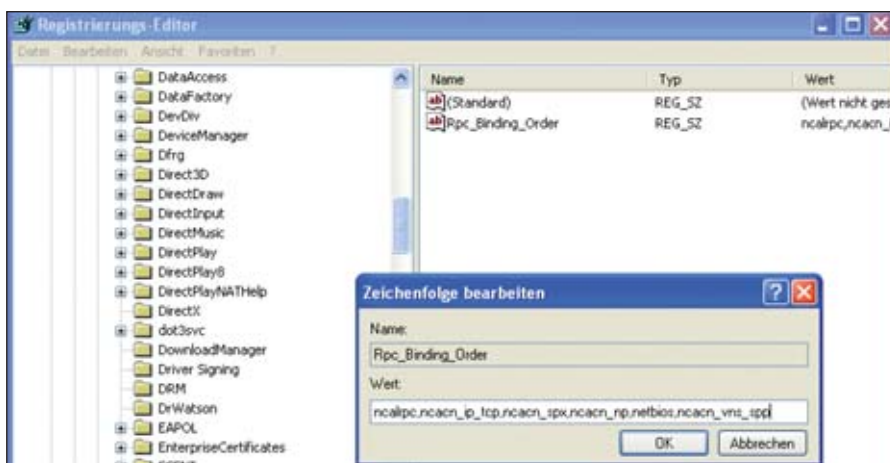 Registrierungs-Editor
Datei Bearbeiten Ansicht Favoriten ?
DataAccess
DataFactory
DevDiv
DeviceManager
Dfrg
Direct3D
DirectDraw
DirectInput
DirectMusic
DirectPlay
DirectPlay8
DirectPlayNATHelp
DirectX
dot3svc
DownloadManager
Driver Signing
DRM
DrWatson
EAPOL
EnterpriseCertificates
Name Typ Wert
(Standard) REG_SZ (Wert nicht ges
Rpc_Binding_Order REG_SZ ncalrpc,ncacn_
Zeichenfolge bearbeiten
Name:
Rpc_Binding_Order
Wert:
ncalrpc,ncacn_ip_tcp,ncacn_spx,ncacn_np,netbios,ncacn_vns_spp
OK Abbrechen